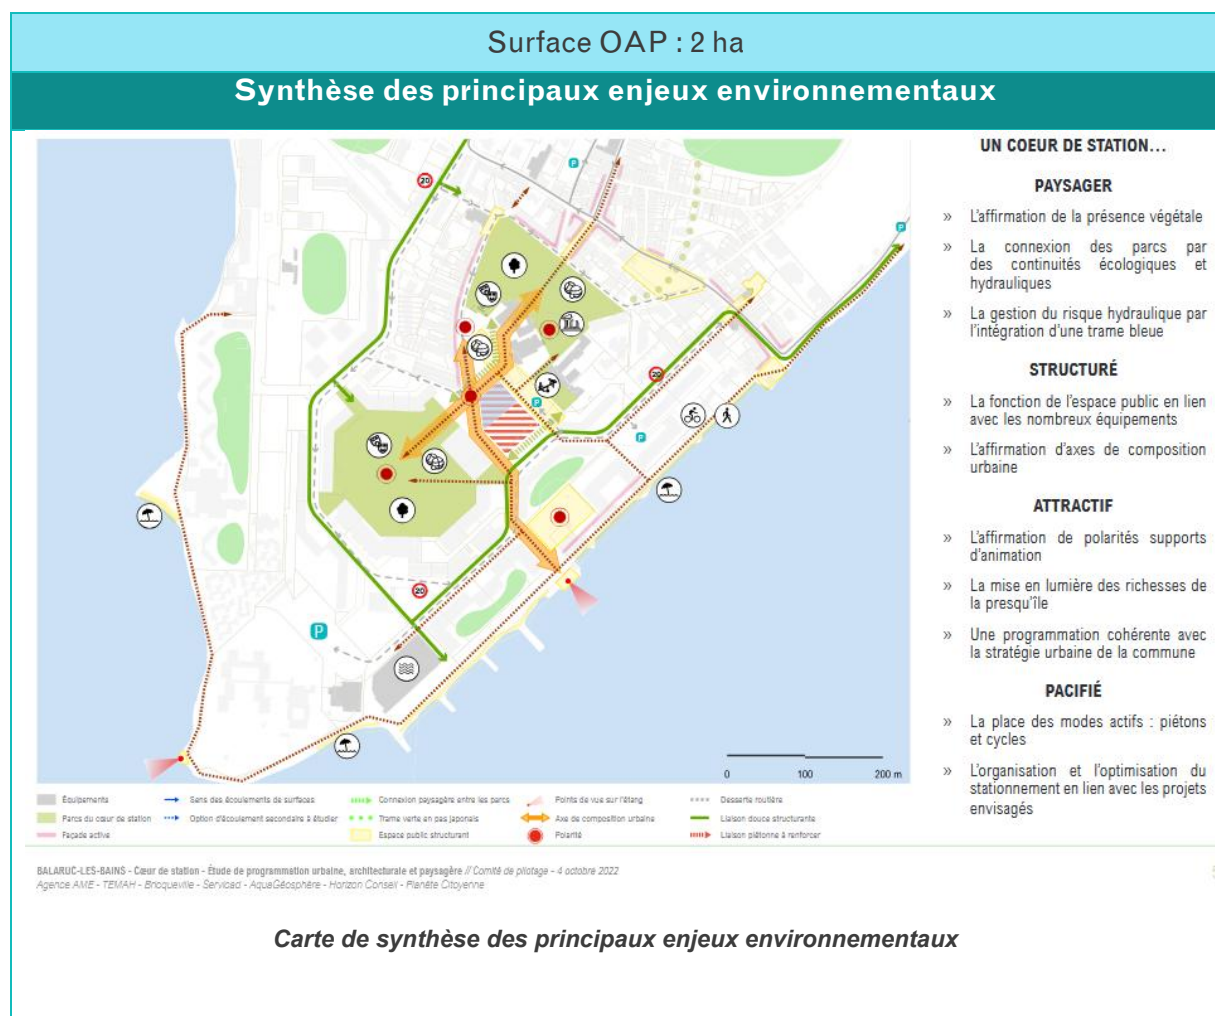 Surface OAP : 2 ha
Synthèse des principaux enjeux environnementaux
UN COEUR DE STATION...
PAYSAGER
» L'affirmation de la présence végétale
» La connexion des parcs par
des continuités écologiques et
hydrauliques
» La gestion du risque hydraulique par
l'intégration d'une trame bleue
STRUCTURÉ
» La fonction de l'espace public en lien
avec les nombreux équipements
» L'affirmation d'axes de composition
urbaine
ATTRACTIF
» L'affirmation de polarités supports
d'animation
» La mise en lumière des richesses de
la presqu'île
» Une programmation cohérente avec
la stratégie urbaine de la commune
PACIFIÉ
» La place des modes actifs : piétons
et cycles
» L'organisation et l'optimisation du
stationnement en lien avec les projets
envisagés
P
P
20
P
20
P
20
P
0 100 200 m
Équipements
Parcs du cœur de station
Façade active
Sens des écoulements de surfaces
Option d'écoulement secondaire à étudier
Connexion paysagère entre les parcs
Trame verte en pas japonais
Espace public structurant
Points de vue sur l'étang
Axe de composition urbaine
Polarité
Desserte routière
Liaison douce structurante
Liaison piétonne à renforcer
BALARUC-LES-BAINS - Cœur de station - Étude de programmation urbaine, architecturale et paysagère // Comité de pilotage - 4 octobre 2022
Agence AME - TEMAH - Brioqueville - Servicad - AquaGéosphère - Horizon Conseil - Planète Citoyenne
Carte de synthèse des principaux enjeux environnementaux